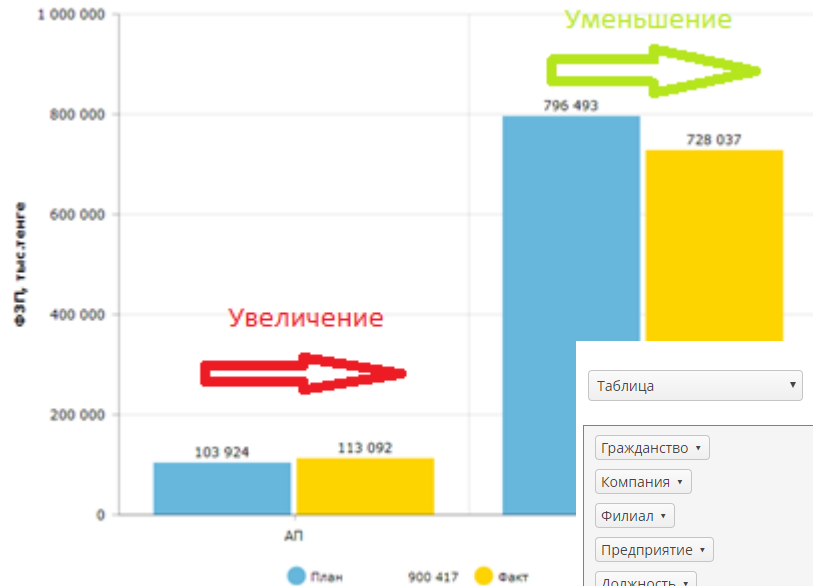 1 000 000
Уменьшение
800 000
796 493
728 037
600 000
ФЗП, тыс.тенге
400 000
Увеличение
200 000
103 924
113 092
0
АП
План
900 417
Факт
Таблица
Гражданство
Компания
Филиал
Предприятие
Должность